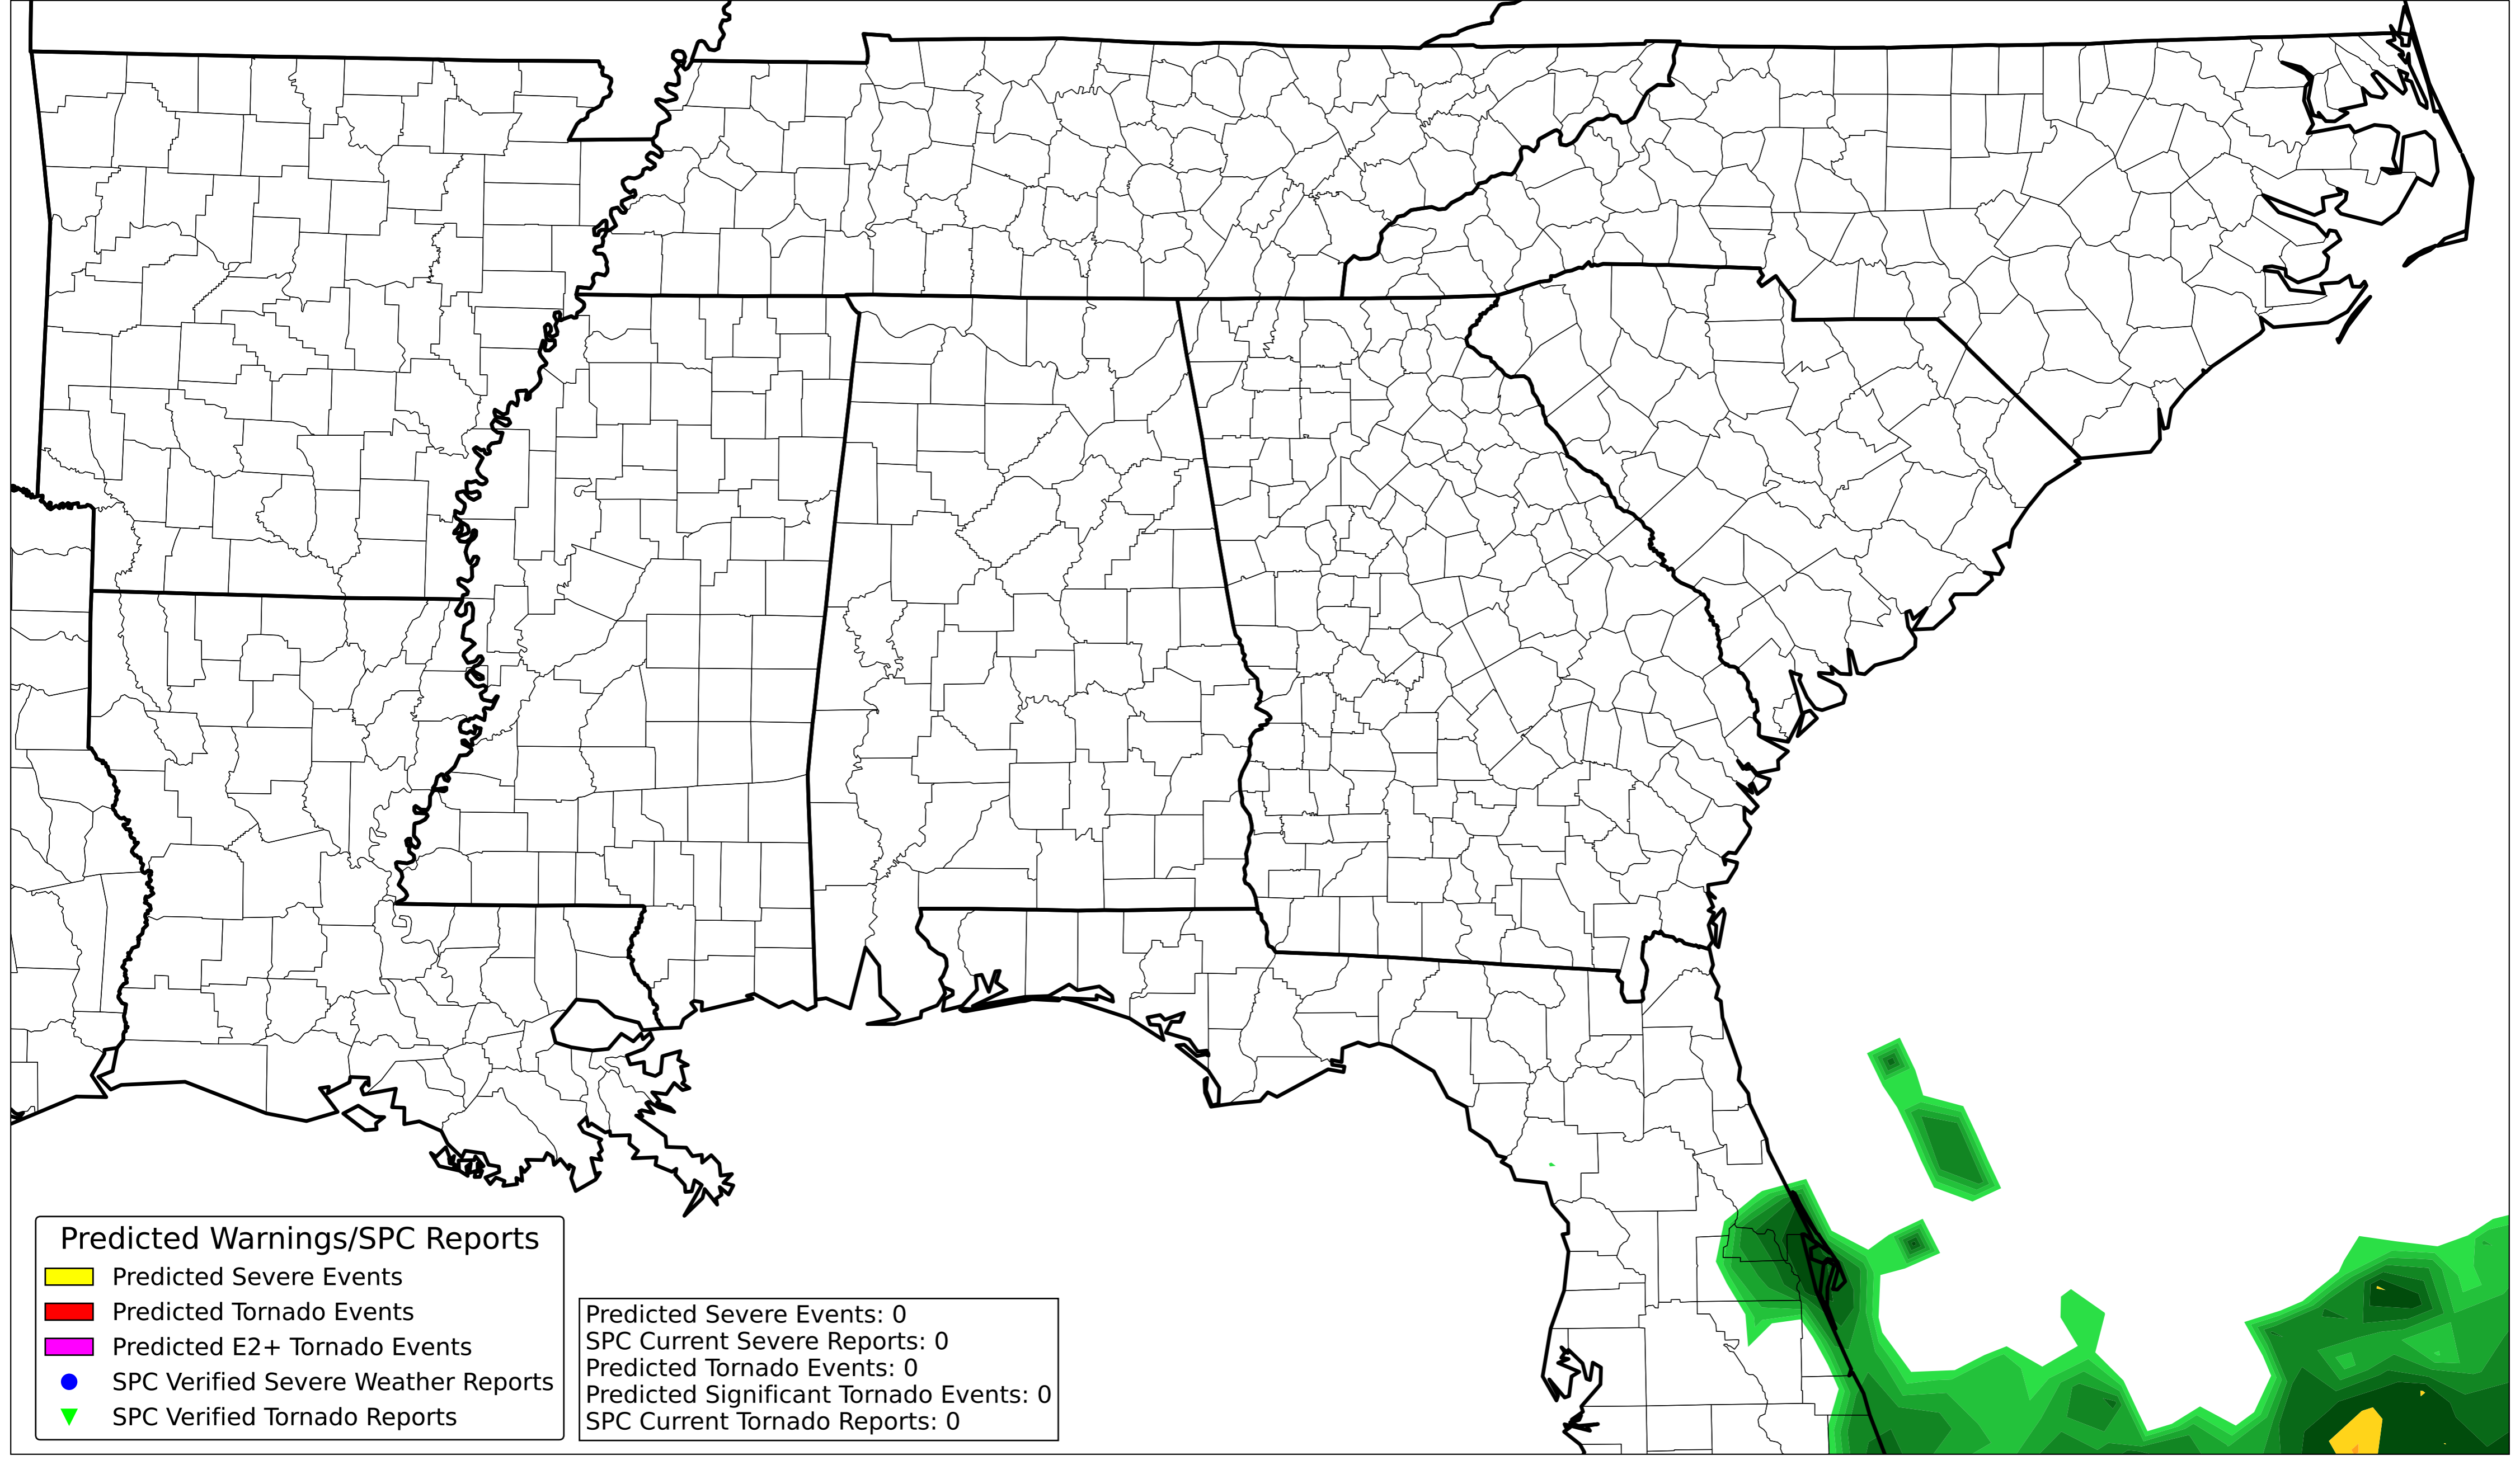 Predicted Warnings/SPC Reports
Predicted Severe Events
Predicted Tornado Events
Predicted E2+ Tornado Events
SPC Verified Severe Weather Reports
SPC Verified Tornado Reports
Predicted Severe Events: 0
SPC Current Severe Reports: 0
Predicted Tornado Events: 0
Predicted Significant Tornado Events: 0
SPC Current Tornado Reports: 0